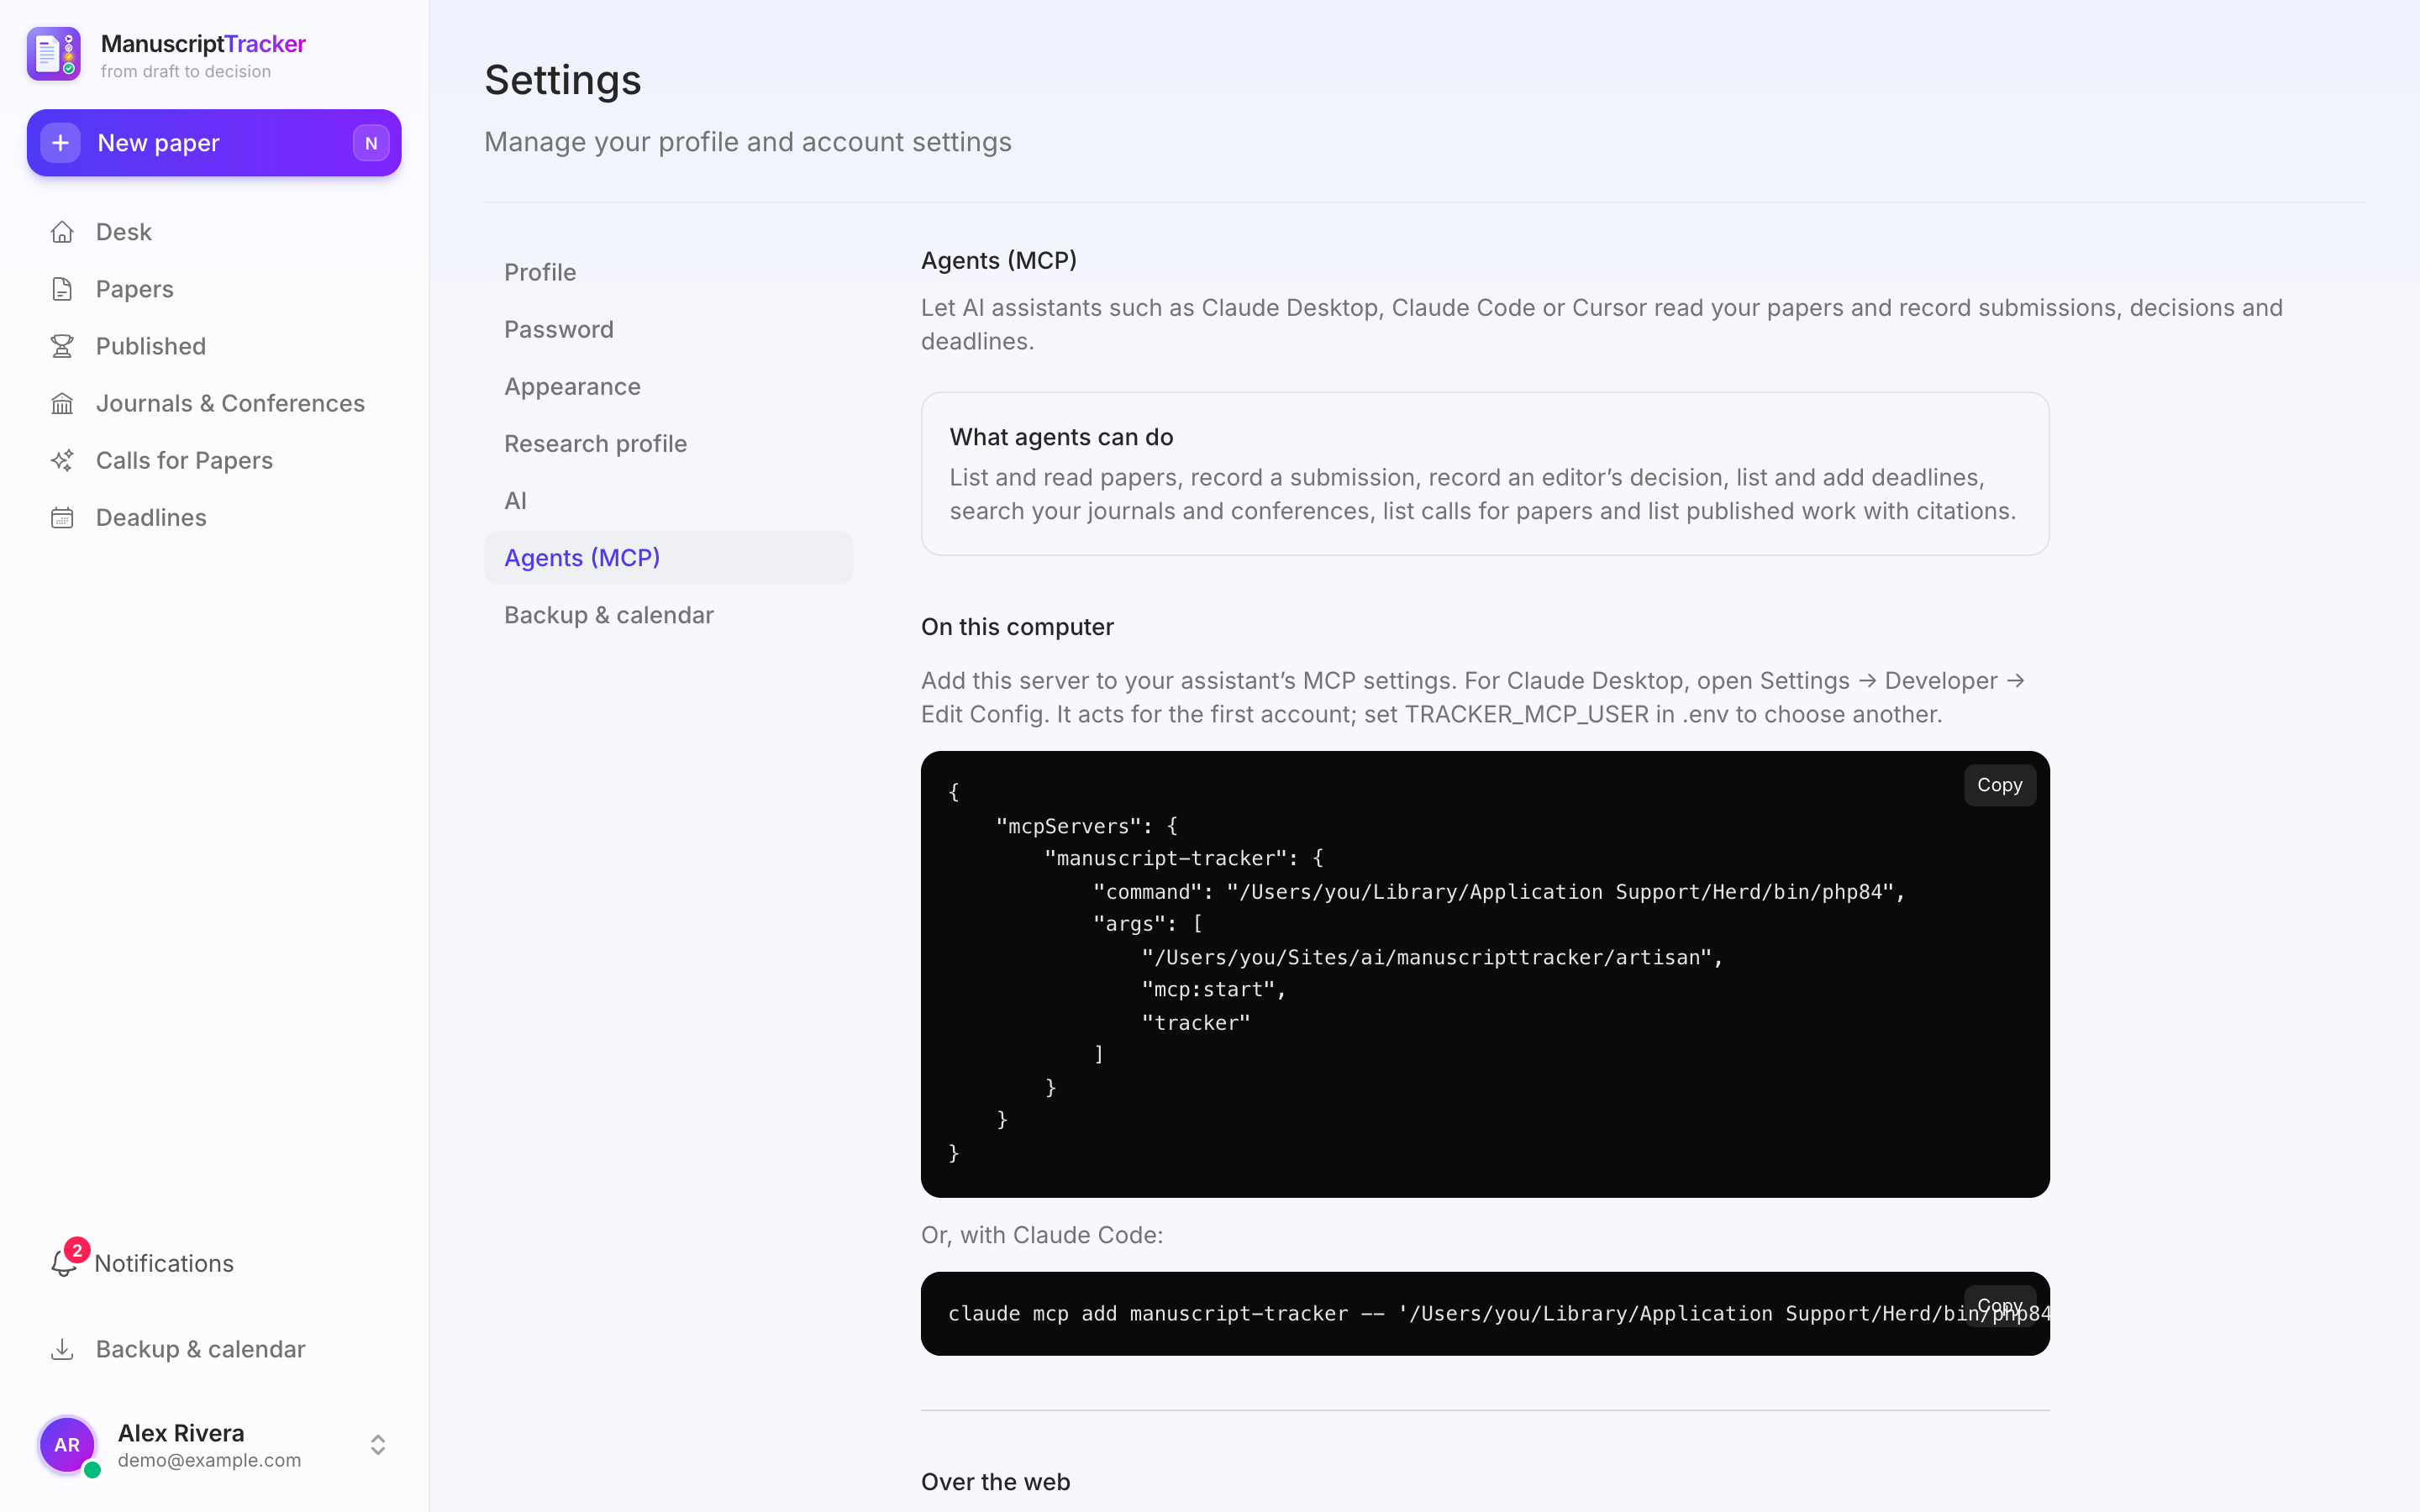 ManuscriptTracker
from draft to decision
New paper
N
Desk
Papers
Published
Journals & Conferences
Calls for Papers
Deadlines
2
Notifications
Backup & calendar
AR
Alex Rivera
demo@example.com
Settings
Manage your profile and account settings
Profile
Password
Appearance
Research profile
AI
Agents (MCP)
Backup & calendar
Agents (MCP)
Let AI assistants such as Claude Desktop, Claude Code or Cursor read your papers and record submissions, decisions and
deadlines.
What agents can do
List and read papers, record a submission, record an editor’s decision, list and add deadlines,
search your journals and conferences, list calls for papers and list published work with citations.
On this computer
Add this server to your assistant’s MCP settings. For Claude Desktop, open Settings → Developer →
Edit Config. It acts for the first account; set TRACKER_MCP_USER in .env to choose another.
Copy
{
    "mcpServers": {
        "manuscript-tracker": {
            "command": "/Users/you/Library/Application Support/Herd/bin/php84",
            "args": [
                "/Users/you/Sites/ai/manuscripttracker/artisan",
                "mcp:start",
                "tracker"
            ]
        }
    }
}
Or, with Claude Code:
Copy
claude mcp add manuscript-tracker -- '/Users/you/Library/Application Support/Herd/bin/php84
Over the web